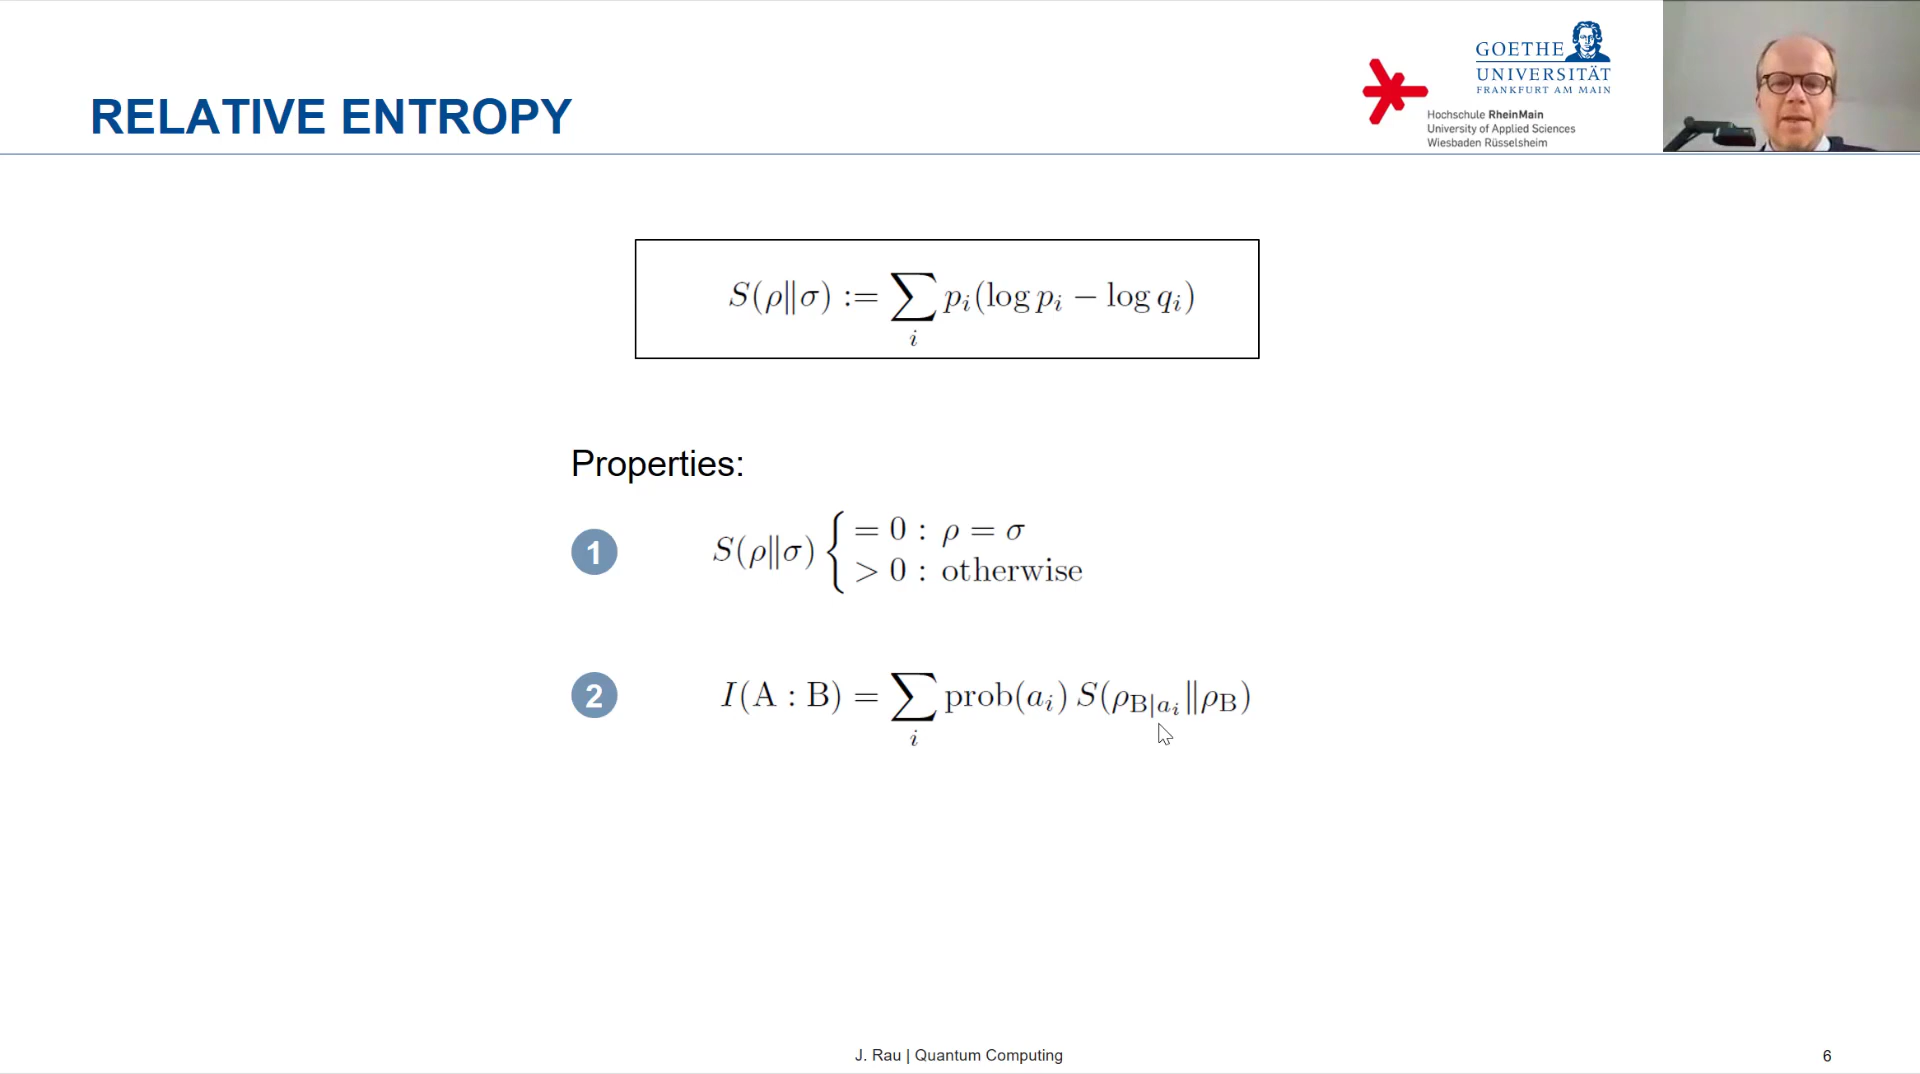 RELATIVE ENTROPY
GOETHE
UNIVERSITÄT
FRANKFURT AM MAIN
Hochschule RheinMain
University of Applied Sciences
Wiesbaden Rüsselsheim
S(ρ‖σ) := ∑_i p_i(log p_i − log q_i)
Properties:
1 S(ρ‖σ) { = 0 : ρ = σ
> 0 : otherwise
2 I(A : B) = ∑_i prob(a_i) S(ρ_{B|a_i}‖ρ_B)
J. Rau | Quantum Computing
6